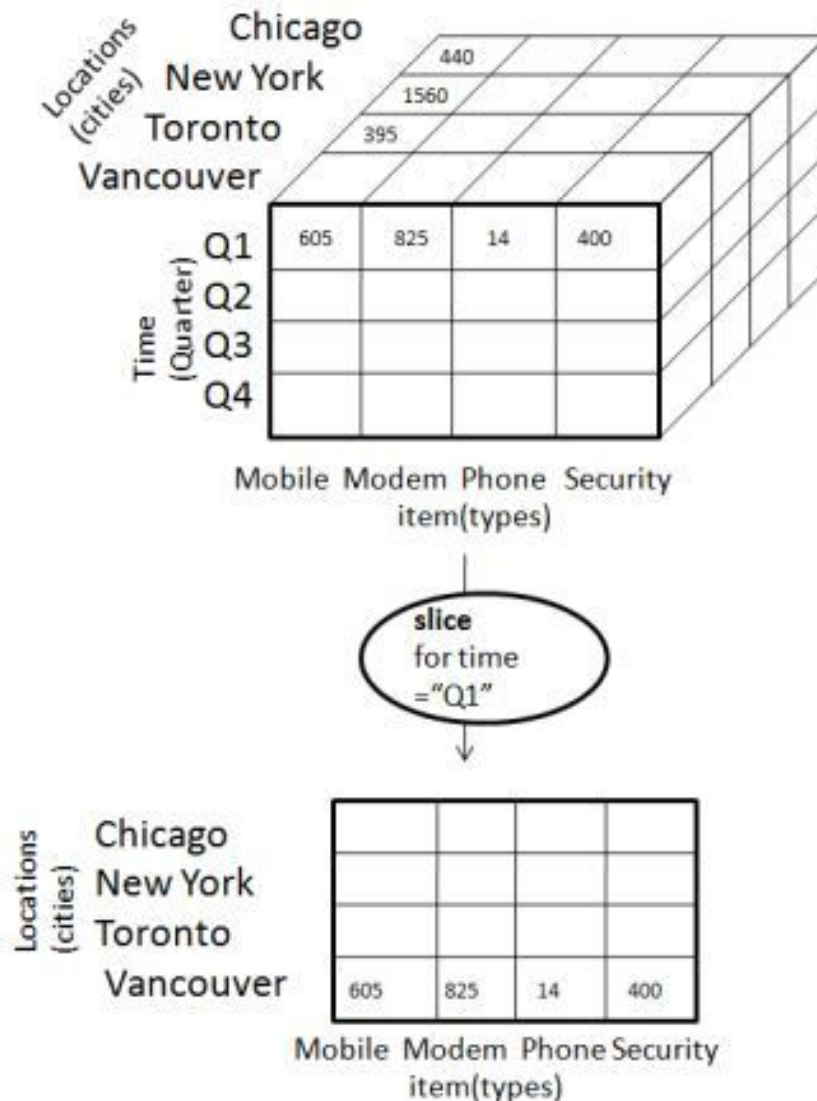 Locations
(cities)
Chicago
New York
Toronto
Vancouver
440
1560
395
Time
(Quarter)
Q1
605 825 14 400
Q2
Q3
Q4
Mobile Modem Phone Security
item(types)
slice
for time
="Q1"
Locations
(cities)
Chicago
New York
Toronto
Vancouver
605 825 14 400
Mobile Modem Phone Security
item(types)